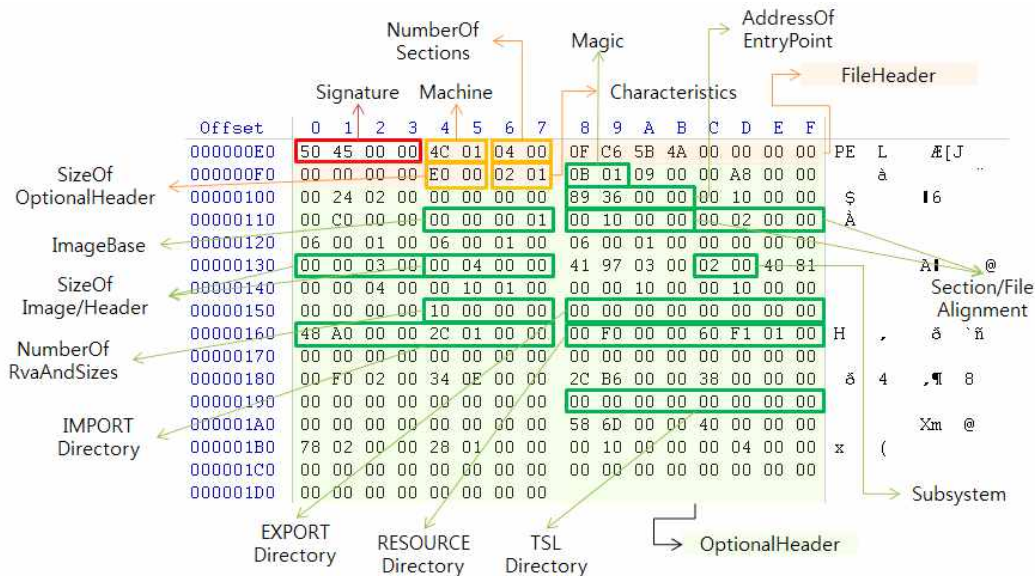 NumberOf
Sections
Magic
AddressOf
EntryPoint
FileHeader
Signature
Machine
Characteristics
Offset 0 1 2 3 4 5 6 7 8 9 A B C D E F
000000E0 50 45 00 00 4C 01 04 00 0F C6 5B 4A 00 00 00 00 PE L Æ[J
000000F0 00 00 00 00 E0 00 02 01 0B 01 09 00 00 A8 00 00 à ¨
00000100 00 24 02 00 00 00 00 00 89 36 00 00 00 10 00 00 $ 6
00000110 00 C0 00 00 00 00 00 01 00 10 00 00 00 02 00 00 À
00000120 06 00 01 00 06 00 01 00 06 00 01 00 00 00 00 00
00000130 00 00 03 00 00 04 00 00 41 97 03 00 02 00 40 81 A @
00000140 00 00 04 00 00 10 01 00 00 00 10 00 00 10 00 00
00000150 00 00 00 00 10 00 00 00 00 00 00 00 00 00 00 00
00000160 48 A0 00 00 2C 01 00 00 00 F0 00 00 60 F1 01 00 H , ð `ñ
00000170 00 00 00 00 00 00 00 00 00 00 00 00 00 00 00 00
00000180 00 F0 02 00 34 0E 00 00 2C B6 00 00 38 00 00 00 ð 4 ,¶ 8
00000190 00 00 00 00 00 00 00 00 00 00 00 00 00 00 00 00
000001A0 00 00 00 00 00 00 00 00 58 6D 00 00 40 00 00 00 Xm @
000001B0 78 02 00 00 28 01 00 00 00 10 00 00 00 04 00 00 x (
000001C0 00 00 00 00 00 00 00 00 00 00 00 00 00 00 00 00
000001D0 00 00 00 00 00 00 00 00
SizeOf
OptionalHeader
ImageBase
SizeOf
Image/Header
NumberOf
RvaAndSizes
IMPORT
Directory
Section/File
Alignment
Subsystem
EXPORT
Directory
RESOURCE
Directory
TSL
Directory
OptionalHeader